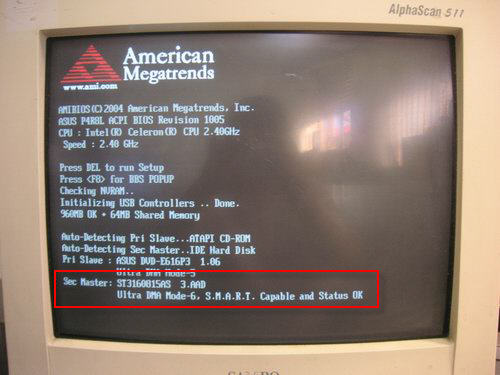 AlphaScan 511
American
Megatrends
www.ami.com
AMIBIOS(C)2004 American Megatrends, Inc.
ASUS P4R8L ACPI BIOS Revision 1005
CPU : Intel(R) Celeron(R) CPU 2.40GHz
Speed : 2.40 GHz
Press DEL to run Setup
Press <F8> for BBS POPUP
Checking NVRAM..
Initializing USB Controllers .. Done.
960MB OK + 64MB Shared Memory
Auto-Detecting Pri Slave...ATAPI CD-ROM
Auto-Detecting Sec Master..IDE Hard Disk
Pri Slave : ASUS DVD-E616P3 1.06
Ultra DMA Mode-5
Sec Master: ST3160815AS 3.AAD
Ultra DMA Mode-6, S.M.A.R.T. Capable and Status OK